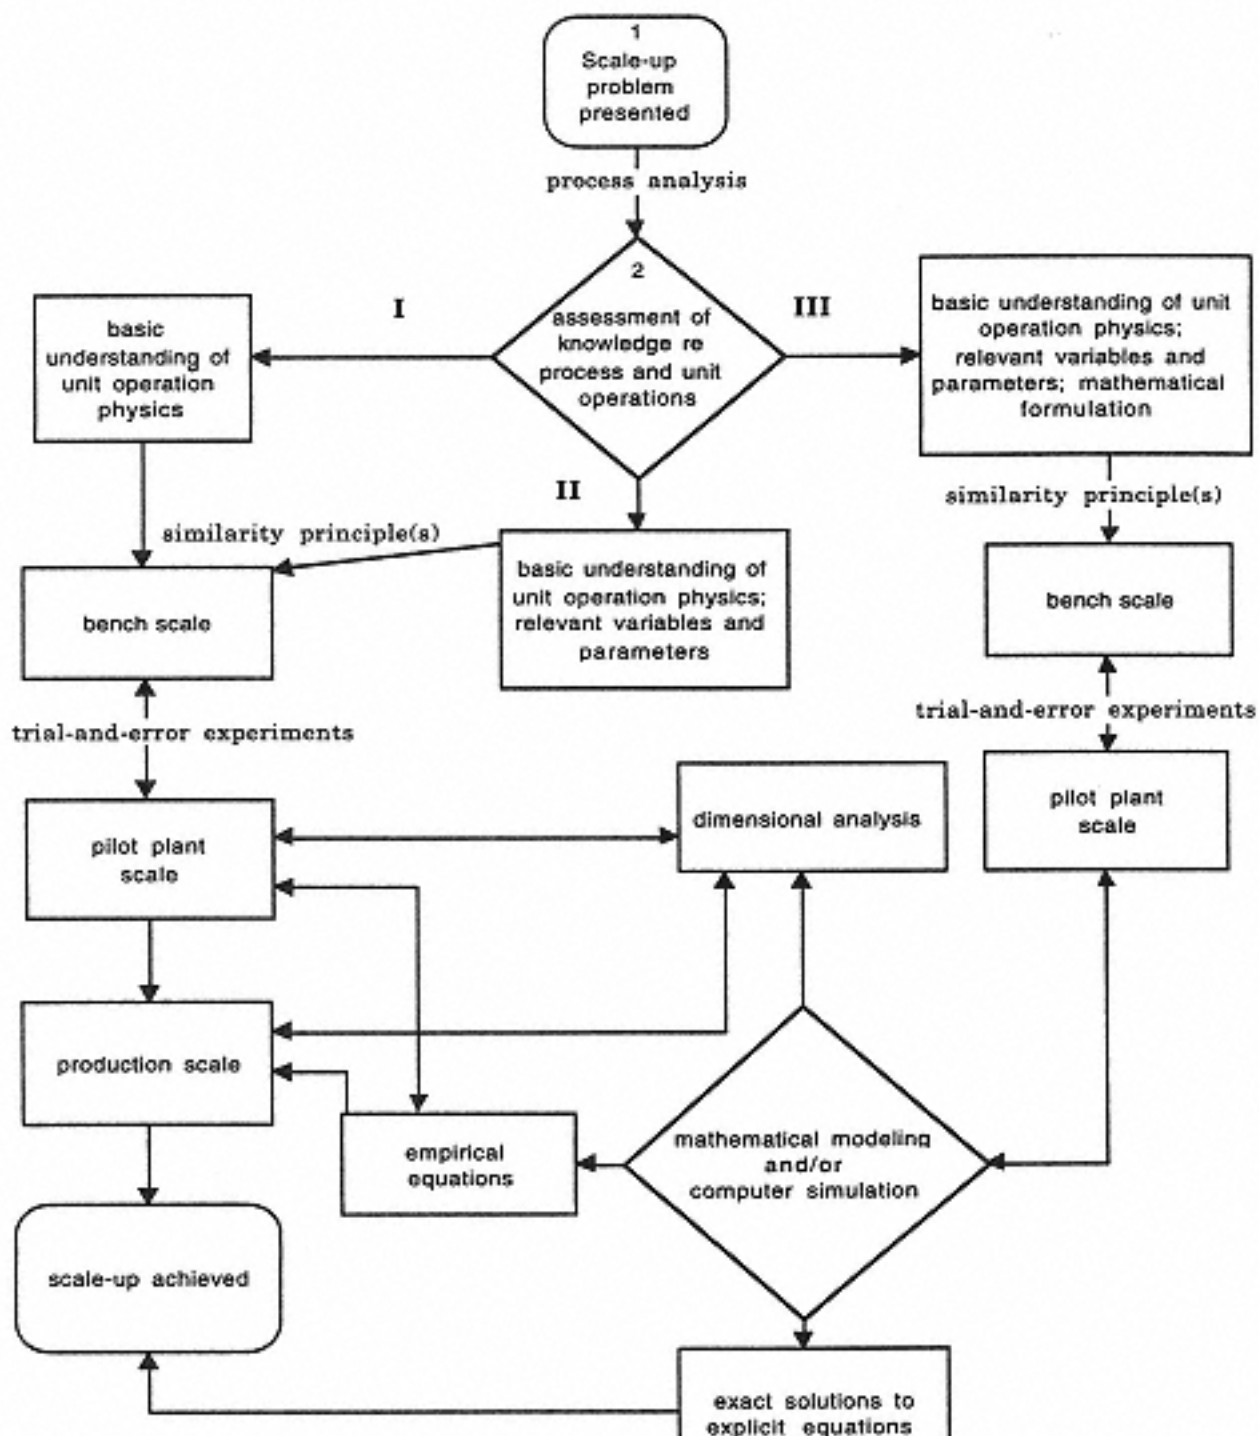 1
Scale-up
problem
presented
process analysis
2
assessment of
knowledge re
process and unit
operations
I
III
II
basic
understanding of
unit operation
physics
basic understanding of unit
operation physics;
relevant variables and
parameters; mathematical
formulation
similarity principle(s)
similarity principle(s)
basic understanding of
unit operation physics;
relevant variables and
parameters
bench scale
bench scale
trial-and-error experiments
trial-and-error experiments
pilot plant
scale
dimensional analysis
pilot plant
scale
production scale
empirical
equations
mathematical modeling
and/or
computer simulation
scale-up achieved
exact solutions to
explicit equations